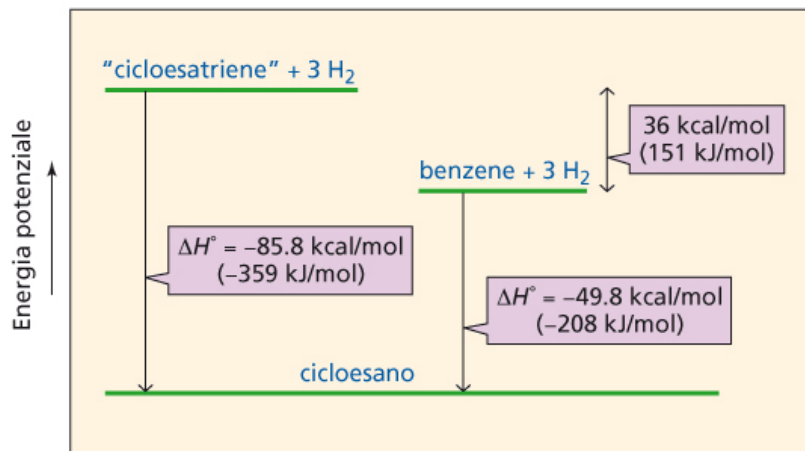 "cicloesatriene" + 3 H₂
36 kcal/mol
(151 kJ/mol)
benzene + 3 H₂
Energia potenziale
ΔH° = –85.8 kcal/mol
(–359 kJ/mol)
ΔH° = –49.8 kcal/mol
(–208 kJ/mol)
cicloesano